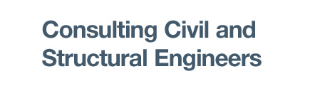 Consulting Civil and
Structural Engineers